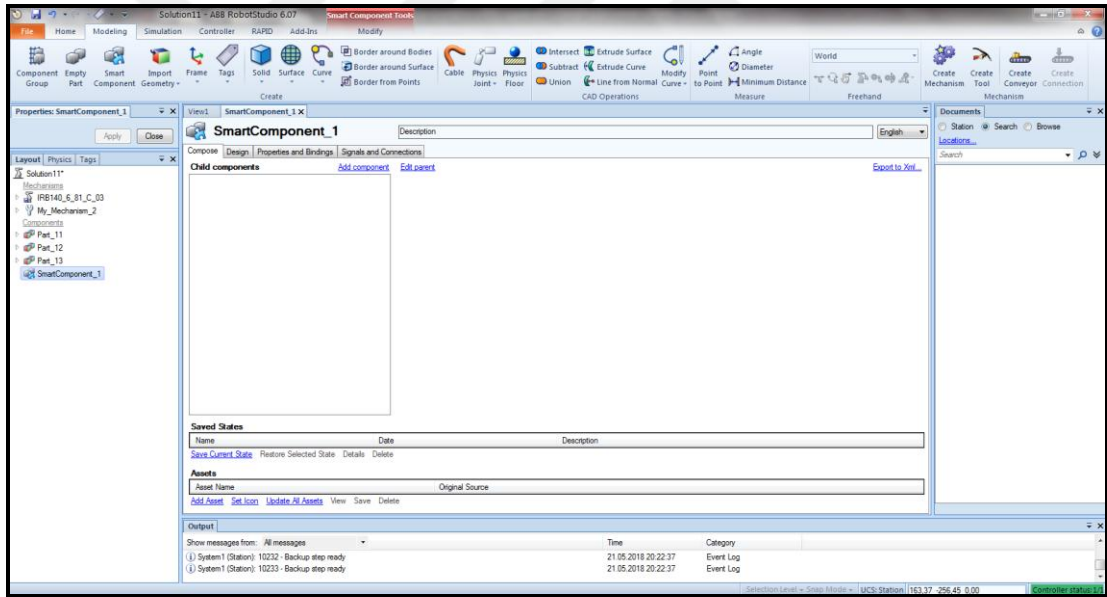 Solution11 - ABB RobotStudio 6.07
Smart Component Tools
File Home Modeling Simulation Controller RAPID Add-Ins Modify
Component Group
Empty Part
Smart Component
Import Geometry
Frame
Tags
Solid
Surface
Curve
Border around Bodies
Border around Surface
Border from Points
Create
Cable
Physics Joint
Physics Floor
Intersect
Subtract
Union
Extrude Surface
Extrude Curve
Line from Normal
Modify Curve
CAD Operations
Point to Point
Angle
Diameter
Minimum Distance
Measure
World
Freehand
Create Mechanism
Create Tool
Create Conveyor
Create Connection
Mechanism
Properties: SmartComponent_1
Apply Close
Layout Physics Tags
Solution11*
Mechanisms
IRB140_6_81_C_03
My_Mechanism_2
Components
Part_11
Part_12
Part_13
SmartComponent_1
View1 SmartComponent_1 X
SmartComponent_1
Description
English
Compose Design Properties and Bindings Signals and Connections
Child components Add component Edit parent Export to Xml...
Saved States
Name Date Description
Save Current State Restore Selected State Details Delete
Assets
Asset Name Original Source
Add Asset Set Icon Update All Assets View Save Delete
Output
Show messages from: All messages Time Category
System1 (Station): 10232 - Backup step ready 21.05.2018 20:22:37 Event Log
System1 (Station): 10233 - Backup step ready 21.05.2018 20:22:37 Event Log
Documents
Station Search Browse
Locations...
Search
Selection Level Snap Mode UCS: Station 163,37 -256,45 0,00 Controller status: 1/1